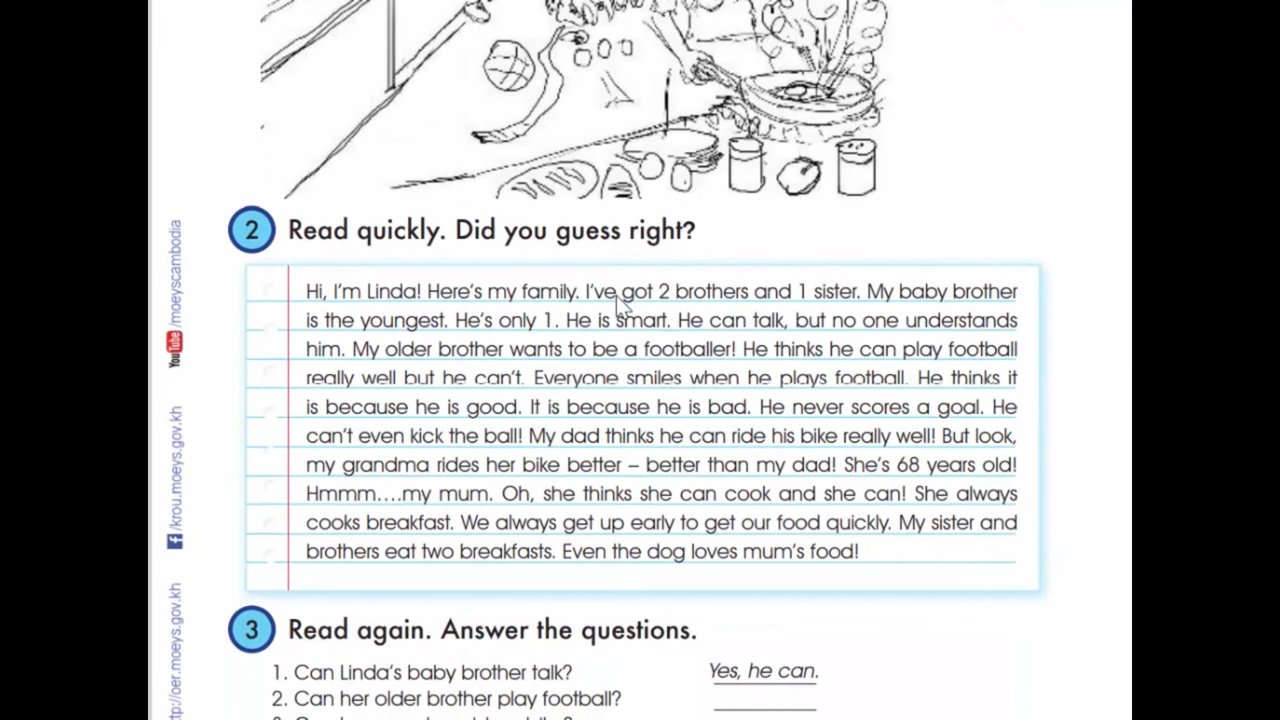 2 Read quickly. Did you guess right?
Hi, I'm Linda! Here's my family. I've got 2 brothers and 1 sister. My baby brother
is the youngest. He's only 1. He is smart. He can talk, but no one understands
him. My older brother wants to be a footballer! He thinks he can play football
really well but he can't. Everyone smiles when he plays football. He thinks it
is because he is good. It is because he is bad. He never scores a goal. He
can't even kick the ball! My dad thinks he can ride his bike really well! But look,
my grandma rides her bike better – better than my dad! She's 68 years old!
Hmmm....my mum. Oh, she thinks she can cook and she can! She always
cooks breakfast. We always get up early to get our food quickly. My sister and
brothers eat two breakfasts. Even the dog loves mum's food!
3 Read again. Answer the questions.
1. Can Linda's baby brother talk? Yes, he can.
2. Can her older brother play football?
YouTube /moeyscambodia
f /krou.moeys.gov.kh
ttp://oer.moeys.gov.kh